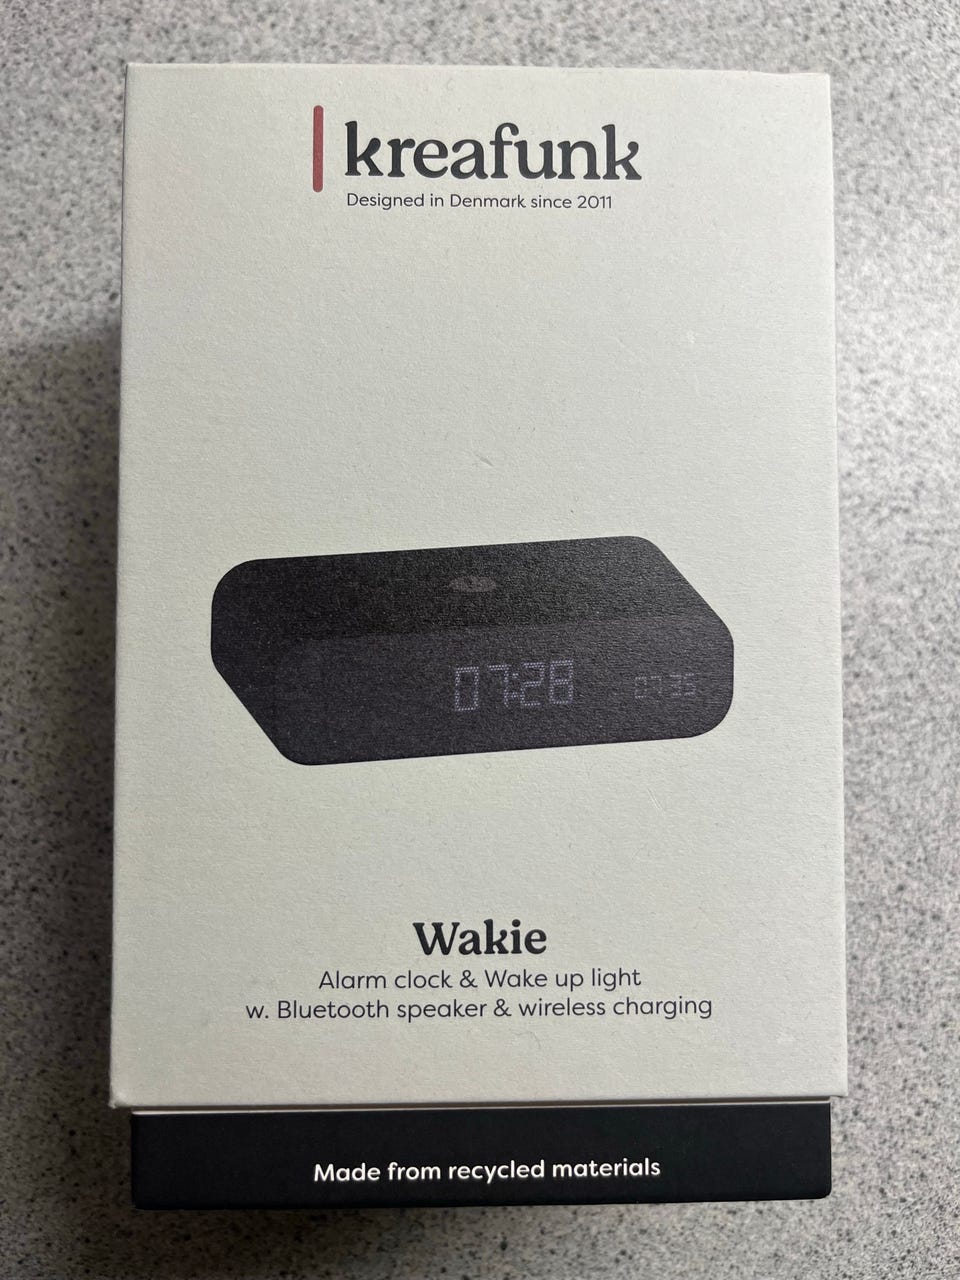 kreafunk
Designed in Denmark since 2011
07:28 07:35
Wakie
Alarm clock & Wake up light
w. Bluetooth speaker & wireless charging
Made from recycled materials